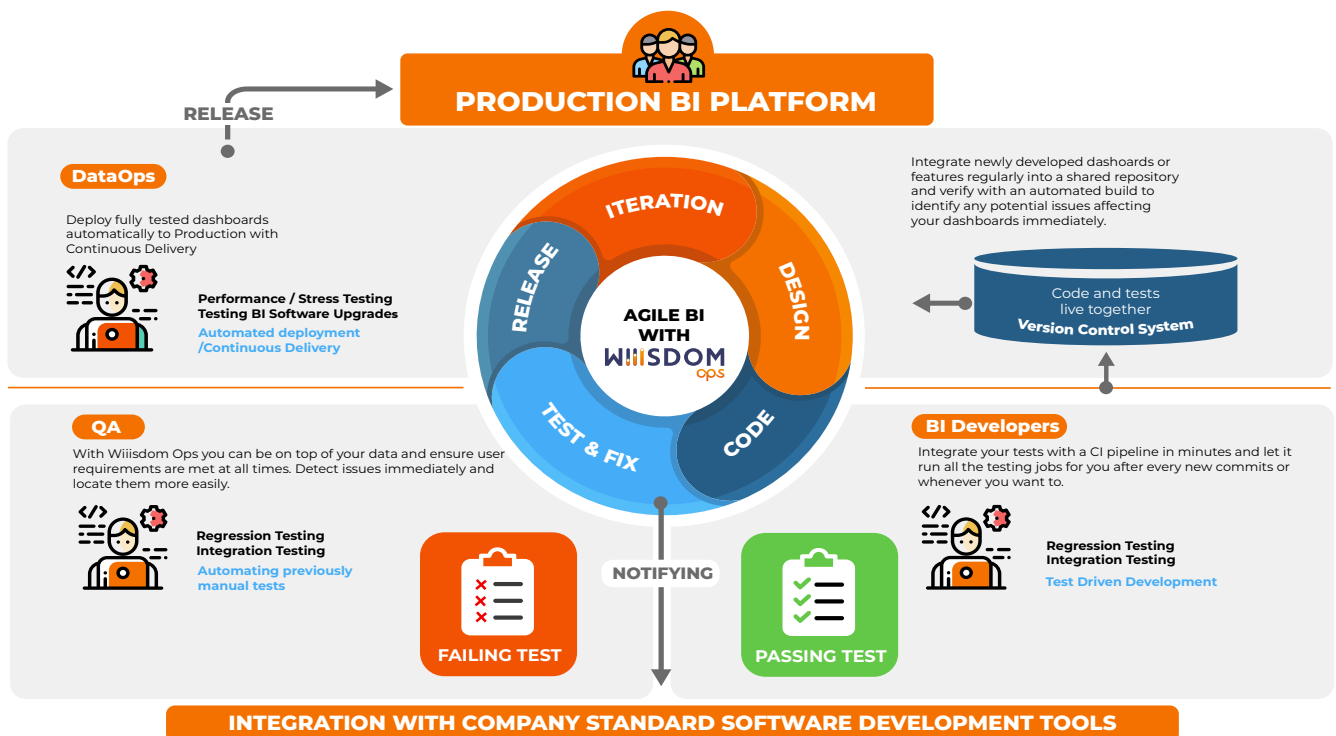 PRODUCTION BI PLATFORM
RELEASE
DataOps
Deploy fully  tested dashboards
automatically to Production with
Continuous Delivery
Performance / Stress Testing
Testing BI Software Upgrades
Automated deployment
/Continuous Delivery
ITERATION
DESIGN
CODE
TEST & FIX
RELEASE
AGILE BI
WITH
WIIISDOM
ops
Integrate newly developed dashoards or
features regularly into a shared repository
and verify with an automated build to
identify any potential issues affecting
your dashboards immediately.
Code and tests
live together
Version Control System
QA
With Wiiisdom Ops you can be on top of your data and ensure user
requirements are met at all times. Detect issues immediately and
locate them more easily.
Regression Testing
Integration Testing
Automating previously
manual tests
BI Developers
Integrate your tests with a CI pipeline in minutes and let it
run all the testing jobs for you after every new commits or
whenever you want to.
Regression Testing
Integration Testing
Test Driven Development
FAILING TEST
NOTIFYING
PASSING TEST
INTEGRATION WITH COMPANY STANDARD SOFTWARE DEVELOPMENT TOOLS